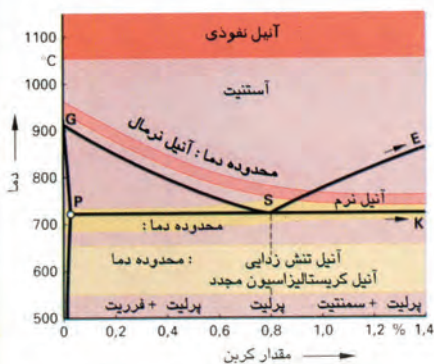 آنیل نفوذی
1100
°C
1000
آستنیت
G
900
محدوده دما : آنیل نرمال
E
دما
800
آنیل نرم
P
S
700
محدوده دما :
K
آنیل تنش زدایی
محدوده دما :
600
آنیل کریستالیزاسیون مجدد
پرلیت + فرریت
پرلیت
پرلیت + سمنتیت
500
0 0,2 0,4 0,6 0,8 1,0 1,2 % 1,4
مقدار کربن